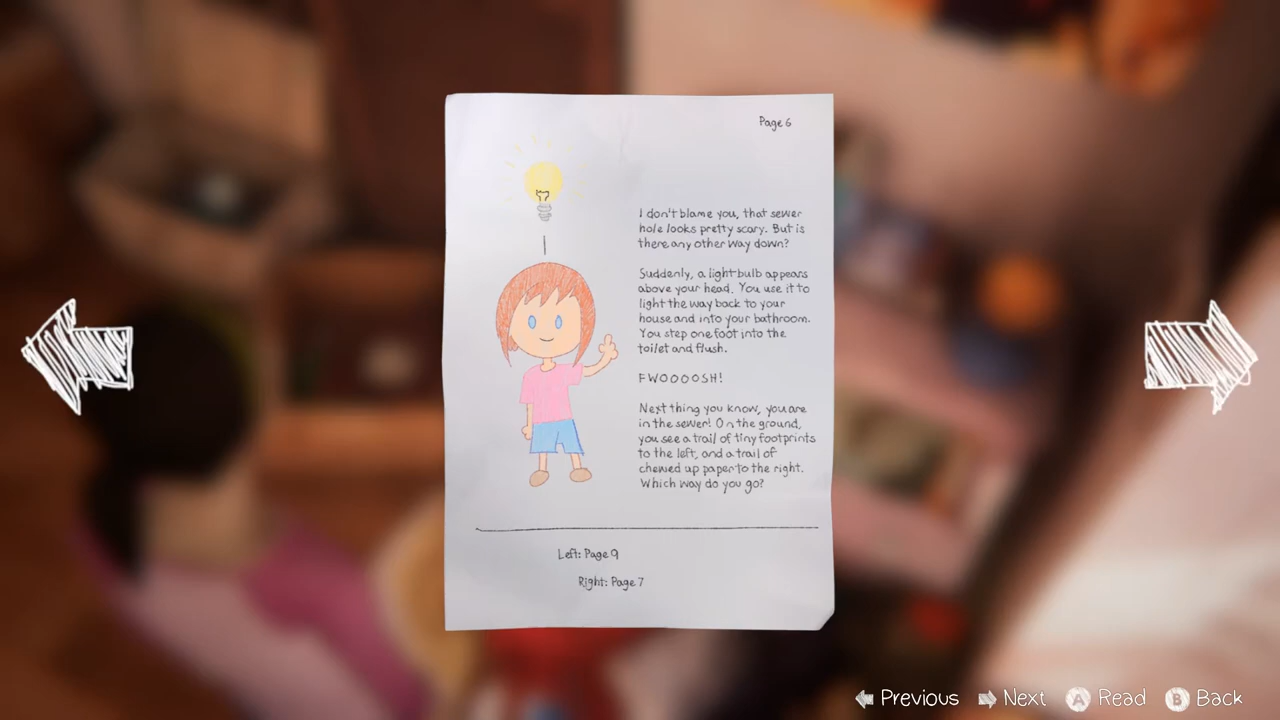 Page 6
I don't blame you, that sewer
hole looks pretty scary. But is
there any other way down?
Suddenly, a lightbulb appears
above your head. You use it to
light the way back to your
house and into your bathroom.
You step one foot into the
toilet and flush.
FWOOOOSH!
Next thing you know, you are
in the sewer! On the ground,
you see a trail of tiny footprints
to the left, and a trail of
chewed up paper to the right.
Which way do you go?
Left: Page 9
Right: Page 7
Previous Next A Read B Back